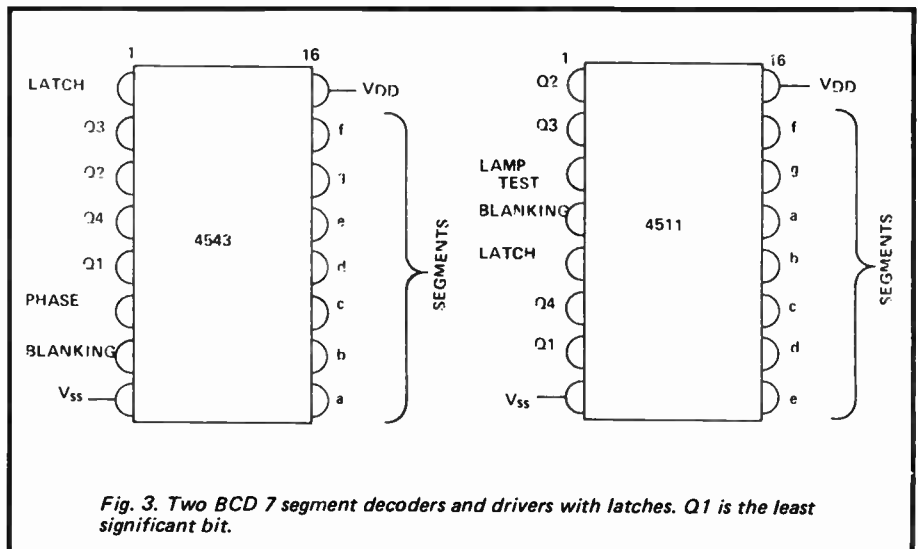 1 16
LATCH VDD
Q3 f
Q2
Q4 e
4543
Q1 d
PHASE c
BLANKING b
Vss a
SEGMENTS
1 16
Q2 VDD
Q3 f
LAMP g
TEST
BLANKING a
4511
LATCH b
Q4 c
Q1 d
Vss e
SEGMENTS
Fig. 3. Two BCD 7 segment decoders and drivers with latches. Q1 is the least
significant bit.